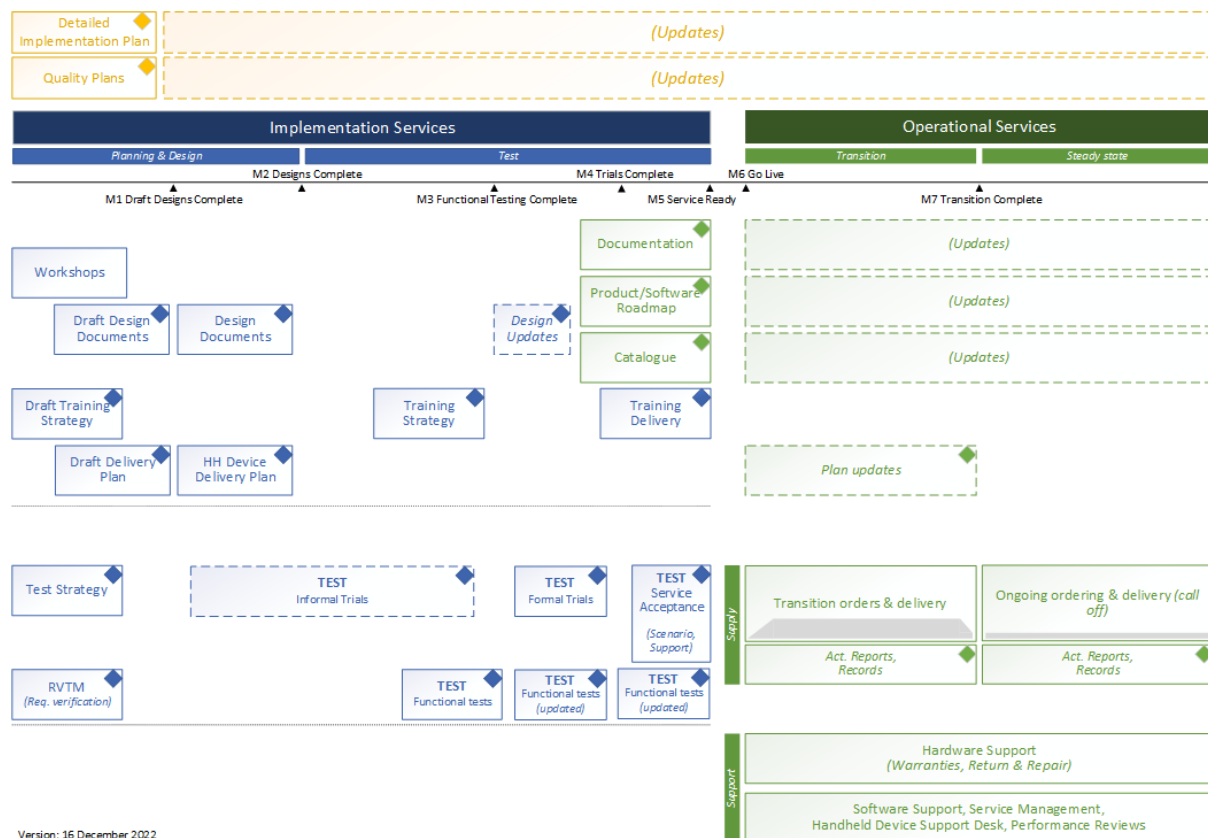 Detailed
Implementation Plan
(Updates)
Quality Plans
(Updates)
Implementation Services
Operational Services
Planning & Design
Test
Transition
Steady state
M2 Designs Complete
M4 Trials Complete
M6 Go Live
M1 Draft Designs Complete
M3 Functional Testing Complete
M5 Service Ready
M7 Transition Complete
Documentation
(Updates)
Workshops
Product/Software
Roadmap
(Updates)
Draft Design
Documents
Design
Documents
Design
Updates
Catalogue
(Updates)
Draft Training
Strategy
Training
Strategy
Training
Delivery
Draft Delivery
Plan
HH Device
Delivery Plan
Plan updates
Test Strategy
TEST
Informal Trials
TEST
Formal Trials
TEST
Service
Acceptance
(Scenario,
Support)
Supply
Transition orders & delivery
Ongoing ordering & delivery (call
off)
Act. Reports,
Records
Act. Reports,
Records
RVTM
(Req. verification)
TEST
Functional tests
TEST
Functional tests
(updated)
TEST
Functional tests
(updated)
Support
Hardware Support
(Warranties, Return & Repair)
Software Support, Service Management,
Handheld Device Support Desk, Performance Reviews
Version: 16 December 2022